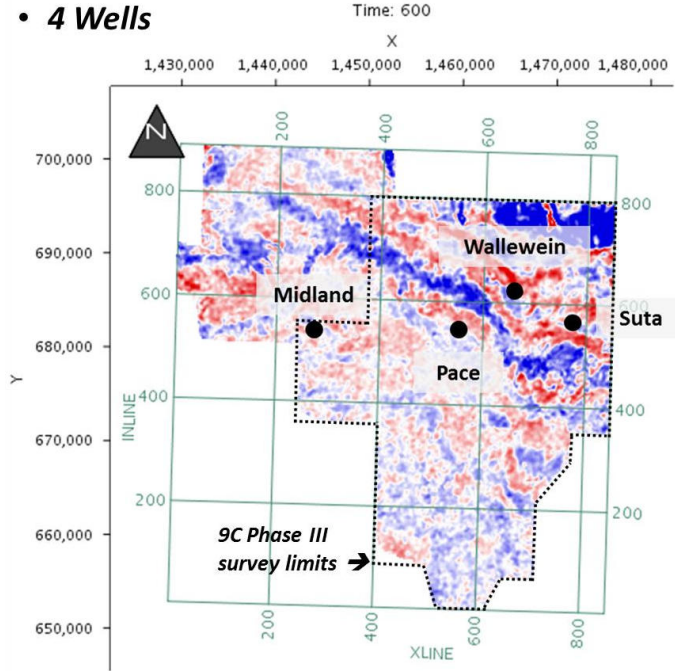 • 4 Wells
Time: 600
X
1,430,000 1,440,000 1,450,000 1,460,000 1,470,000 1,480,000
N
200 400 600 800
700,000
800 800
690,000
Wallewein
600 600
Midland
Suta
680,000
Pace
Y
400 400
INLINE
670,000
200 200
660,000
9C Phase III
survey limits ➔
650,000
200 400 600 800
XLINE